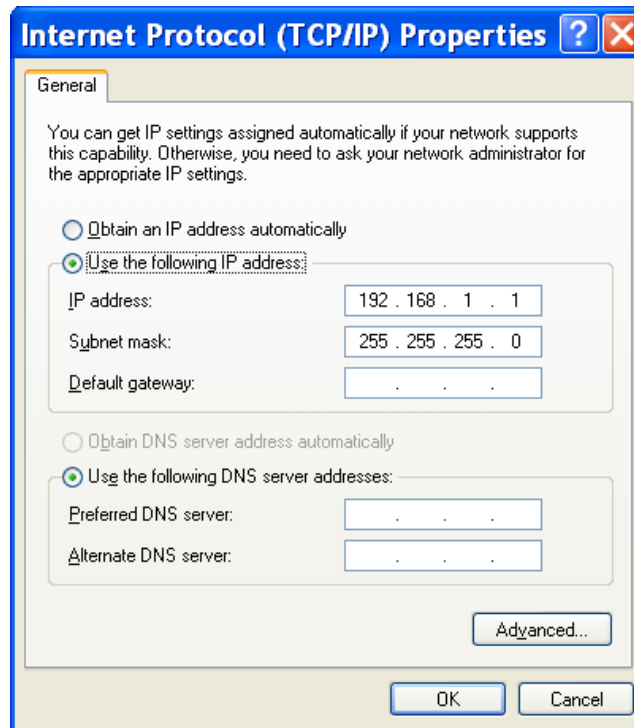 Internet Protocol (TCP/IP) Properties ?
General
You can get IP settings assigned automatically if your network supports
this capability. Otherwise, you need to ask your network administrator for
the appropriate IP settings.
Obtain an IP address automatically
Use the following IP address:
IP address: 192 . 168 . 1 . 1
Subnet mask: 255 . 255 . 255 . 0
Default gateway: . . .
Obtain DNS server address automatically
Use the following DNS server addresses:
Preferred DNS server: . . .
Alternate DNS server: . . .
Advanced...
OK Cancel